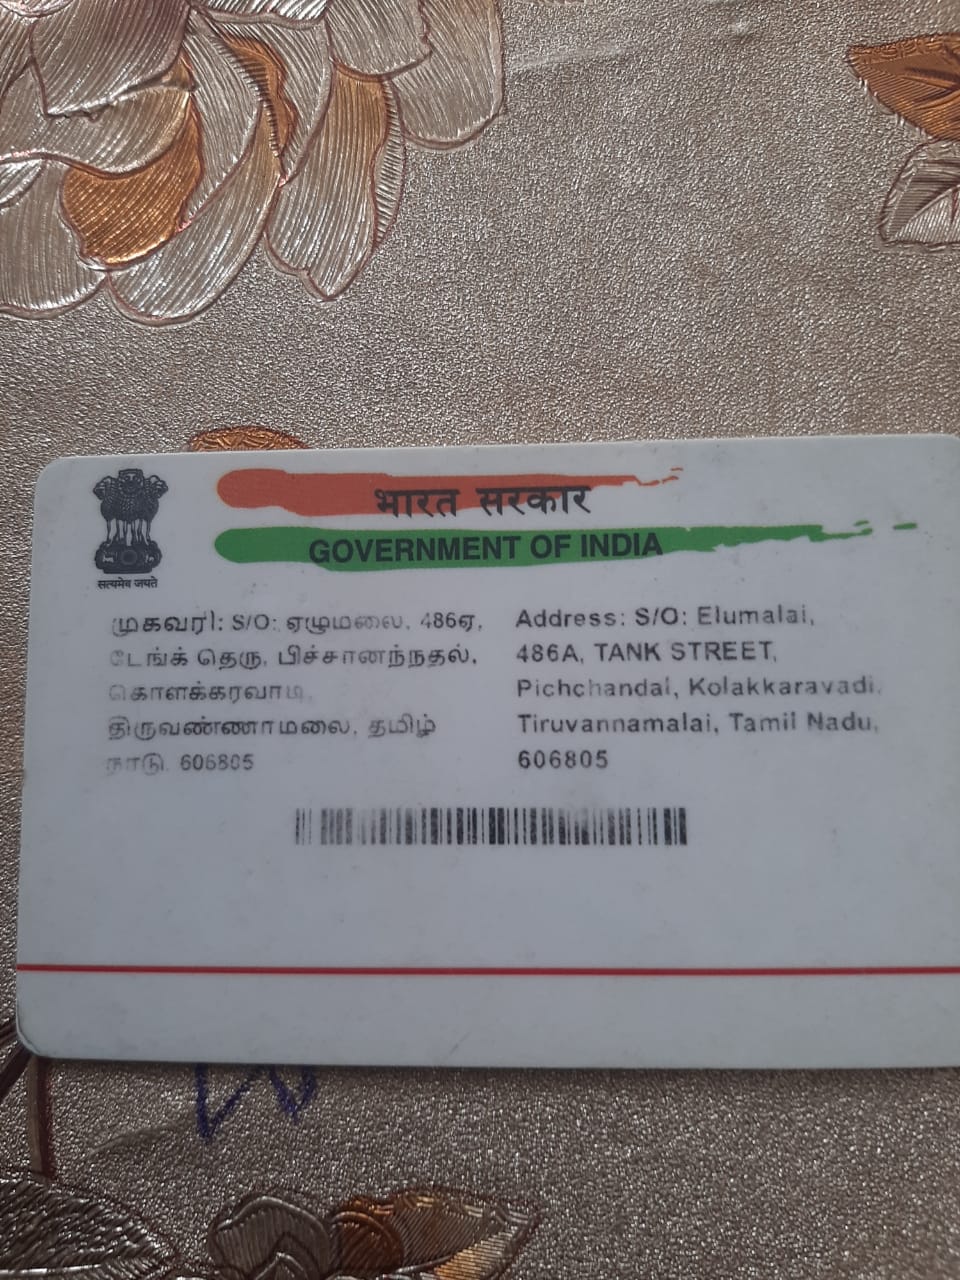 भारत सरकार
GOVERNMENT OF INDIA
सत्यमेव जयते
முகவரி: S/O: ஏழுமலை, 486ஏ,
டேங்க் தெரு, பிச்சானந்நதல்,
கொளக்கரவாடி,
திருவண்ணாமலை, தமிழ்
நாடு, 606805
Address: S/O: Elumalai,
486A, TANK STREET,
Pichchandal, Kolakkaravadi,
Tiruvannamalai, Tamil Nadu,
606805